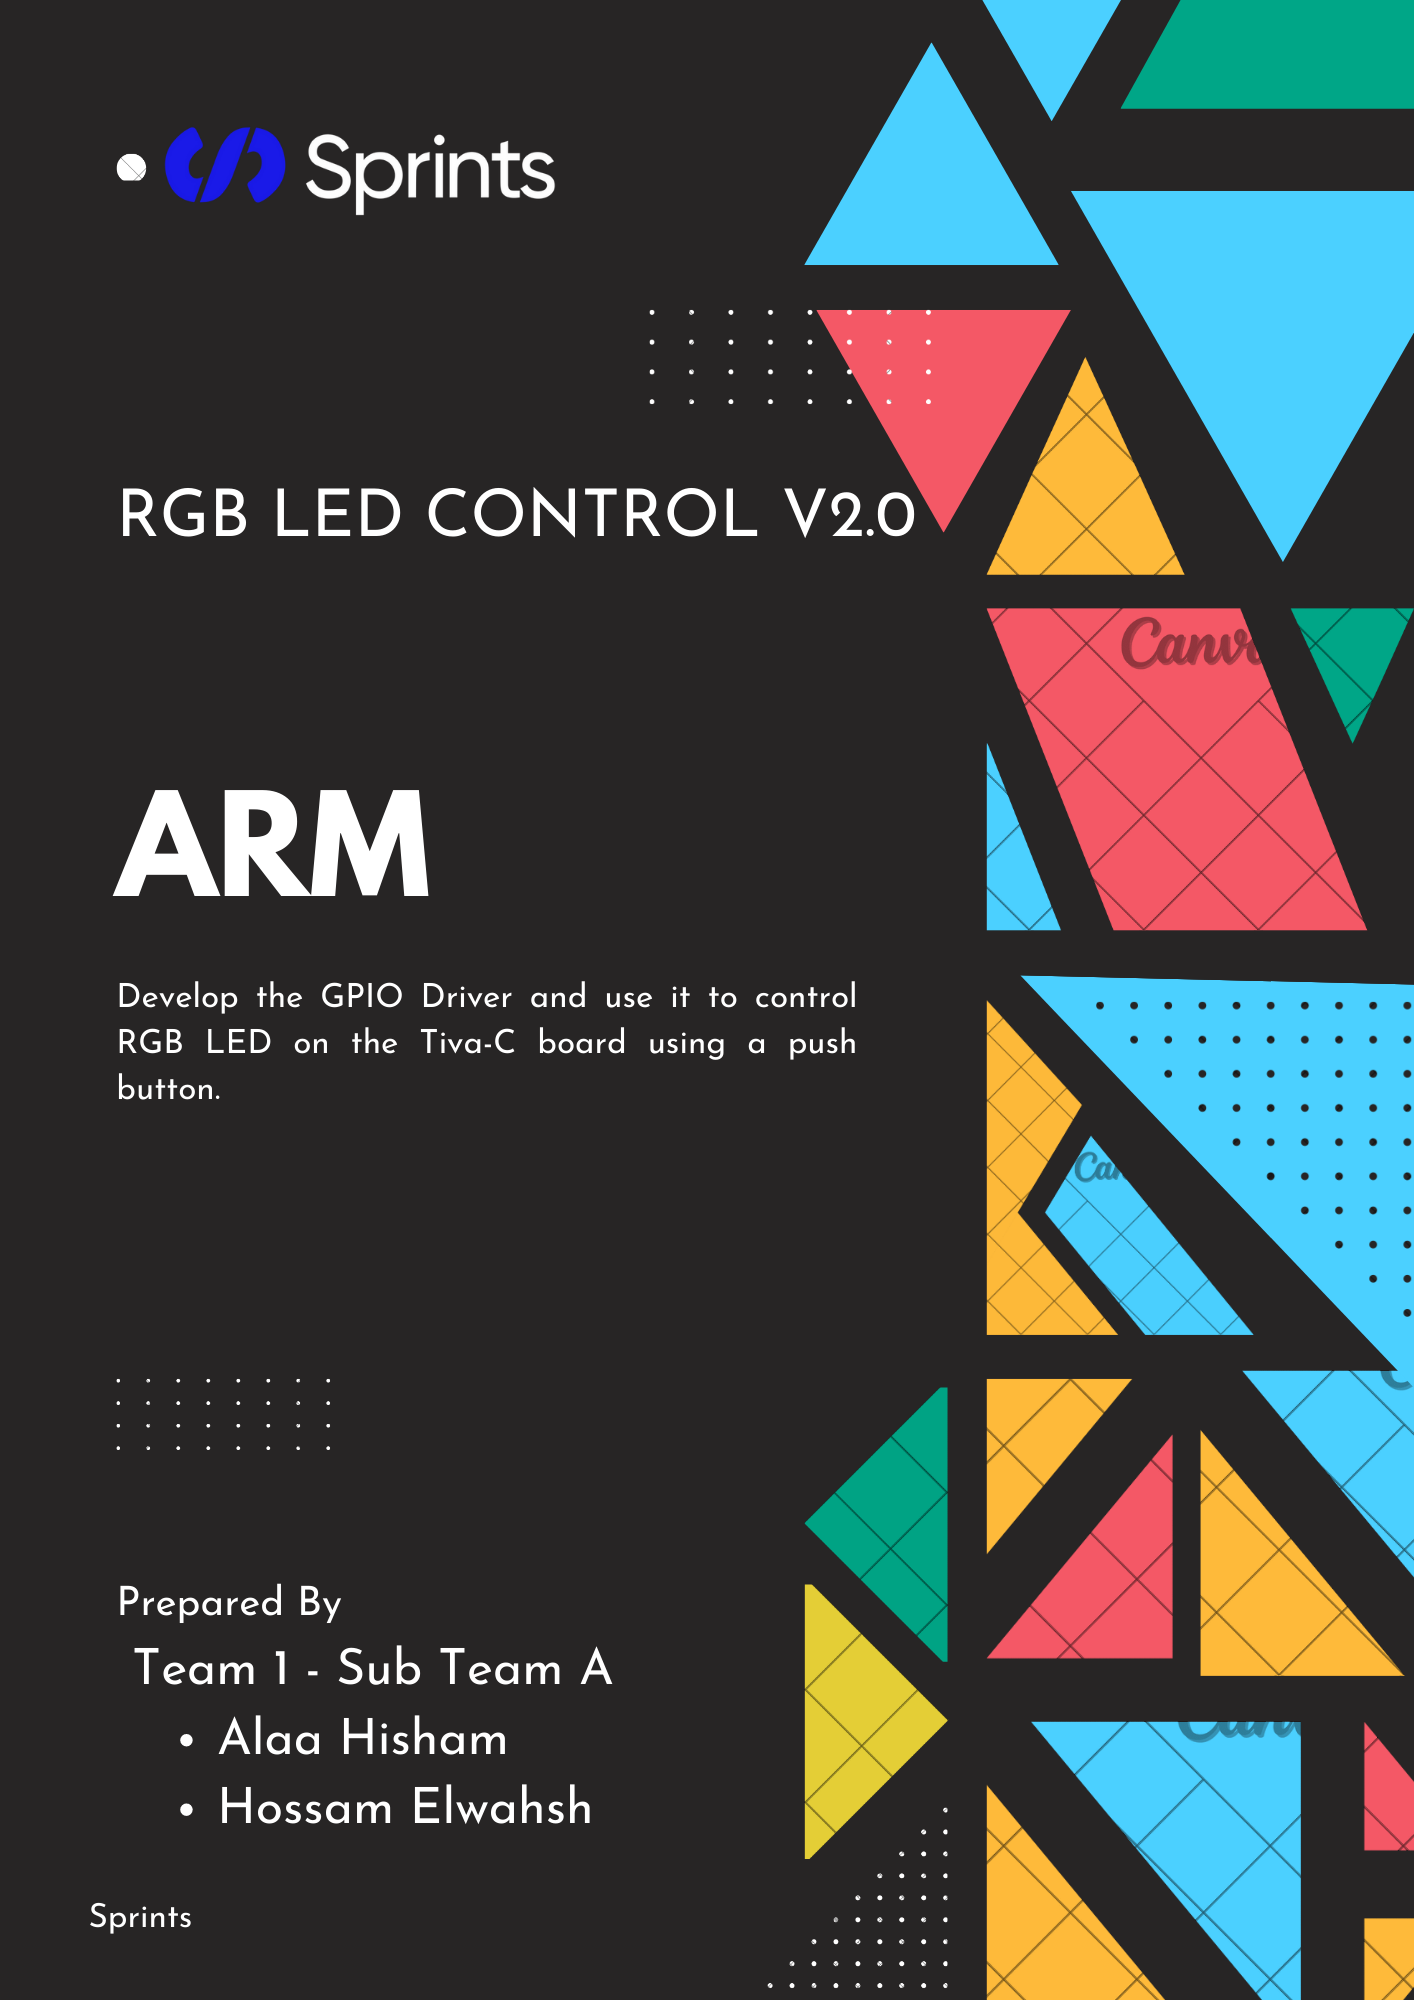 Sprints
RGB LED CONTROL V2.0
Canva
ARM
Develop the GPIO Driver and use it to control
RGB LED on the Tiva-C board using a push
button.
Prepared By
Team 1 - Sub Team A
• Alaa Hisham
• Hossam Elwahsh
Sprints